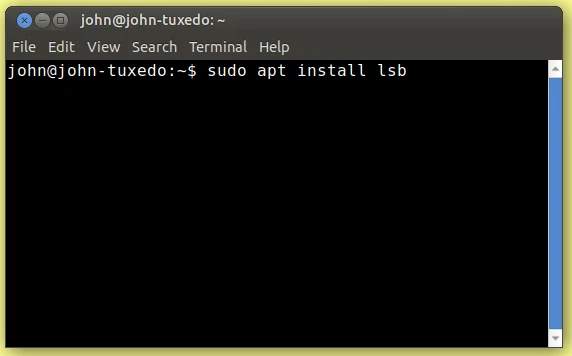 john@john-tuxedo: ~
File Edit View Search Terminal Help
john@john-tuxedo:~$ sudo apt install lsb